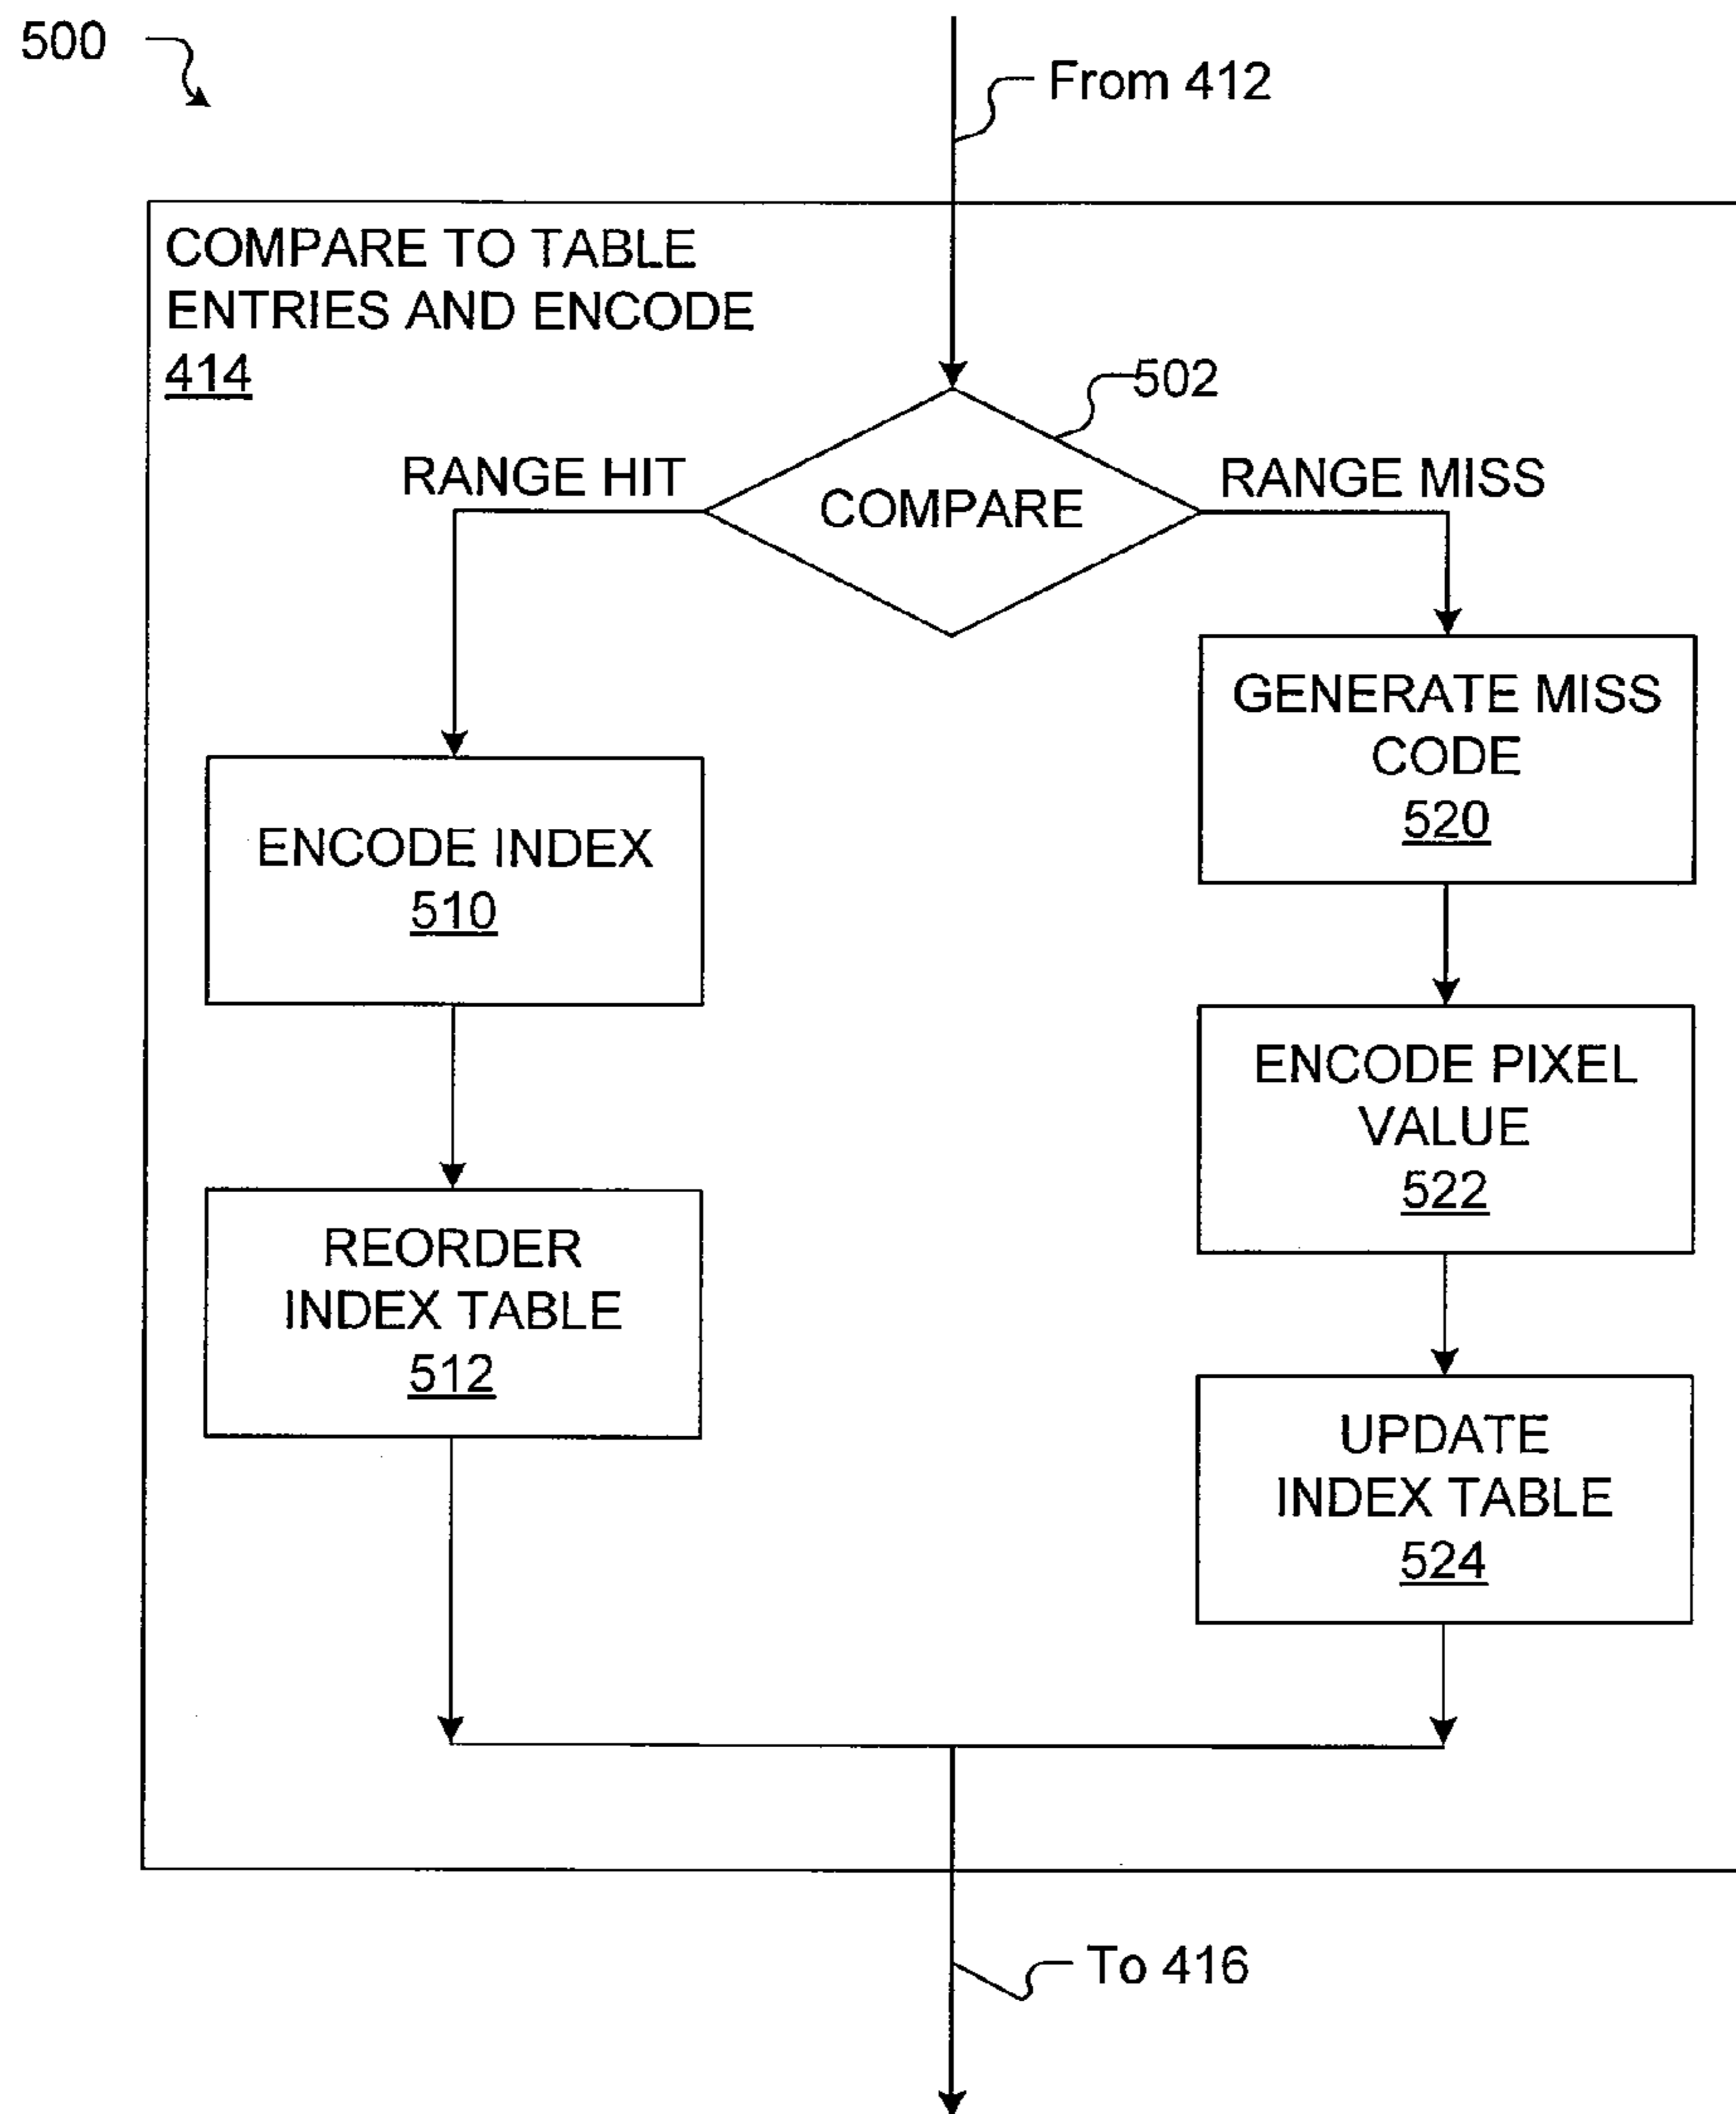 500
From 412
COMPARE TO TABLE
ENTRIES AND ENCODE
414
502
RANGE HIT
COMPARE
RANGE MISS
GENERATE MISS
CODE
520
ENCODE INDEX
510
ENCODE PIXEL
VALUE
522
REORDER
INDEX TABLE
512
UPDATE
INDEX TABLE
524
To 416